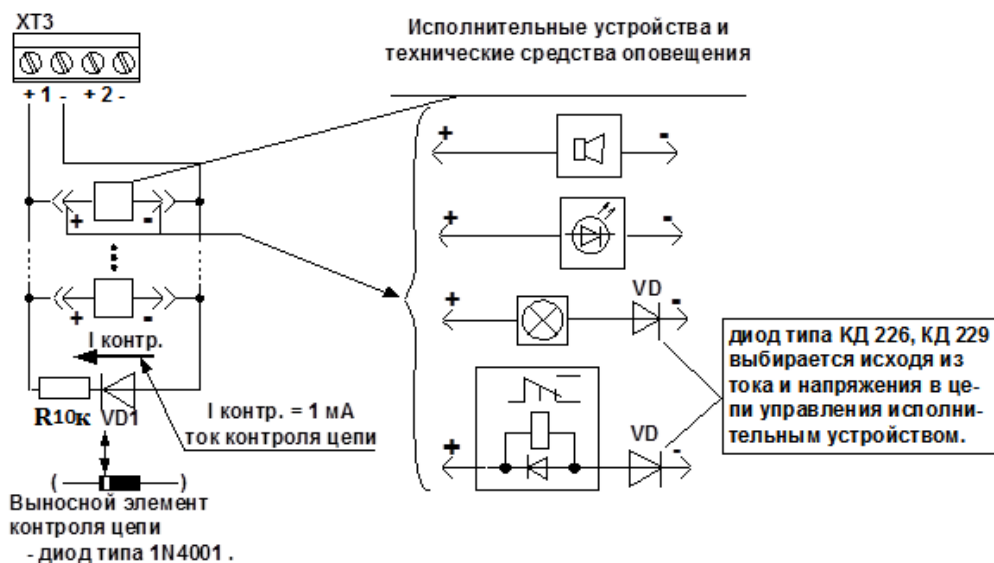 XT3
+ 1 - + 2 -
Исполнительные устройства и
технические средства оповещения
+ -
+ -
+ -
+ -
I контр.
R10к VD1
I контр. = 1 мА
ток контроля цепи
Выносной элемент
контроля цепи
- диод типа 1N4001 .
+ VD -
+ VD -
диод типа КД 226, КД 229
выбирается исходя из
тока и напряжения в це-
пи управления исполни-
тельным устройством.